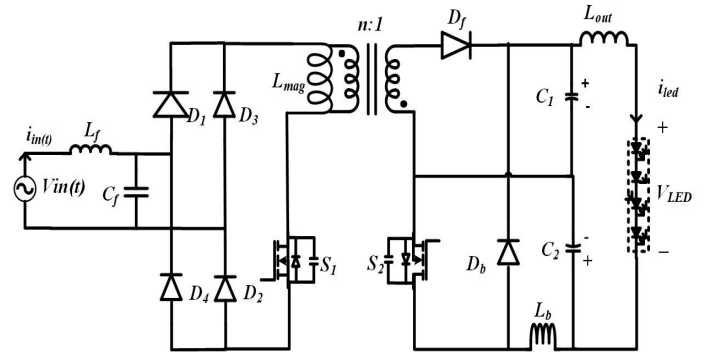 n:1
D_f
L_out
L_mag
D_1
D_3
C_1
+
-
i_led
i_in(t)
L_f
+
Vin(t)
C_f
V_LED
S_1
S_2
D_b
C_2
-
+
−
D_4
D_2
L_b